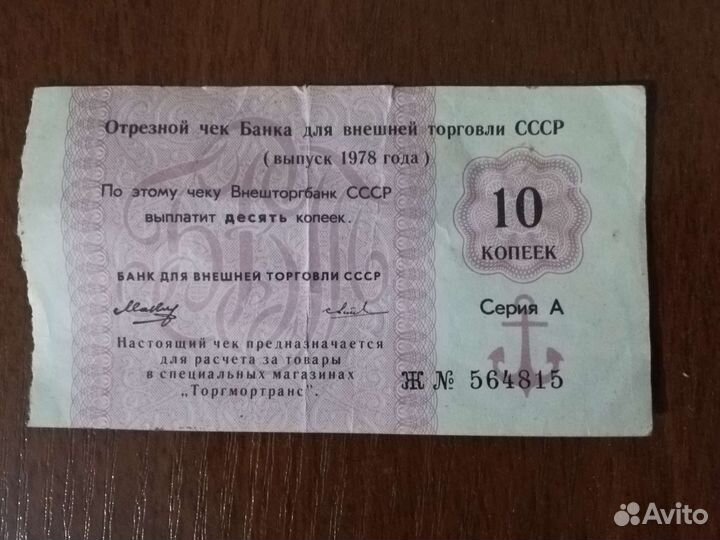 Отрезной чек Банка для внешней торговли СССР
( выпуск 1978 года )
По этому чеку Внешторгбанк СССР
выплатит десять копеек.
10
КОПЕЕК
БАНК ДЛЯ ВНЕШНЕЙ ТОРГОВЛИ СССР
Серия А
Настоящий чек предназначается
для расчета за товары
в специальных магазинах
„Торгмортранс".
Ж № 564815
Avito